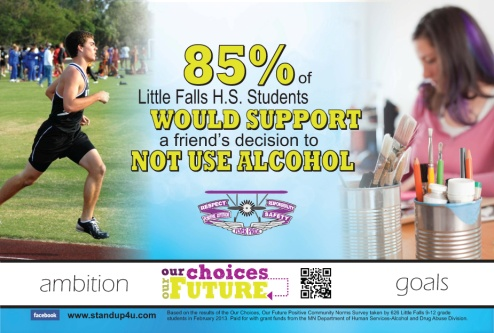 85% of
Little Falls H.S. Students
WOULD SUPPORT
a friend's decision to
NOT USE ALCOHOL
RESPECT RESPONSIBILITY
SAFETY
FLYER PRIDE
ambition
our choices
our FUTURE
goals
facebook www.standup4u.com
Based on the results of the Our Choices, Our Future Positive Community Norms Survey taken by 626 Little Falls 9-12 grade
students in February 2013. Paid for with grant funds from the MN Department of Human Services-Alcohol and Drug Abuse Division.